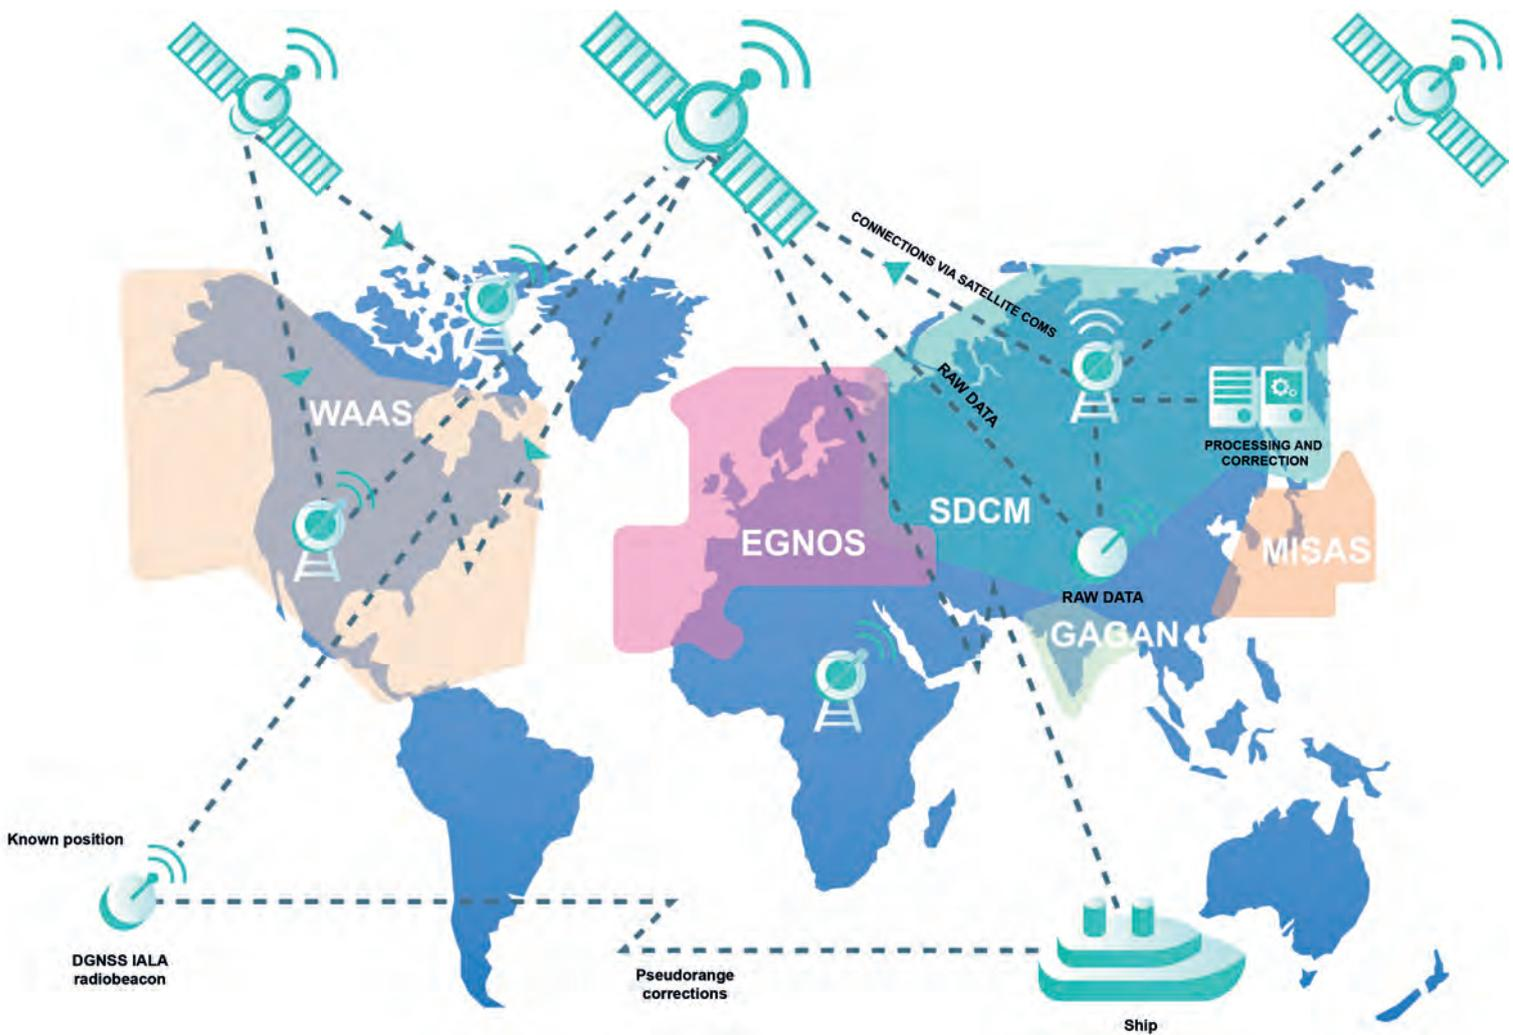 CONNECTIONS VIA SATELLITE COMS
RAW DATA
WAAS
PROCESSING AND
CORRECTION
SDCM
EGNOS
MISAS
RAW DATA
GAGAN
Known position
DGNSS IALA
radiobeacon
Pseudorange
corrections
Ship